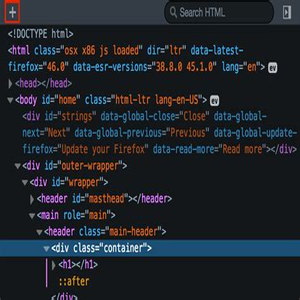 + Search HTML
<!DOCTYPE html>
<html class="osx x86 js loaded" dir="ltr" data-latest-
firefox="46.0" data-esr-versions="38.8.0 45.1.0" lang="en"> ev
<head></head>
<body id="home" class="html-ltr lang-en-US"> ev
<div id="strings" data-global-close="Close" data-global-
next="Next" data-global-previous="Previous" data-global-update-
firefox="Update your Firefox" data-read-more="Read more"></div>
<div id="outer-wrapper">
<div id="wrapper">
<header id="masthead"></header>
<main role="main">
<header class="main-header">
<div class="container">
<h1></h1>
::after
</div>